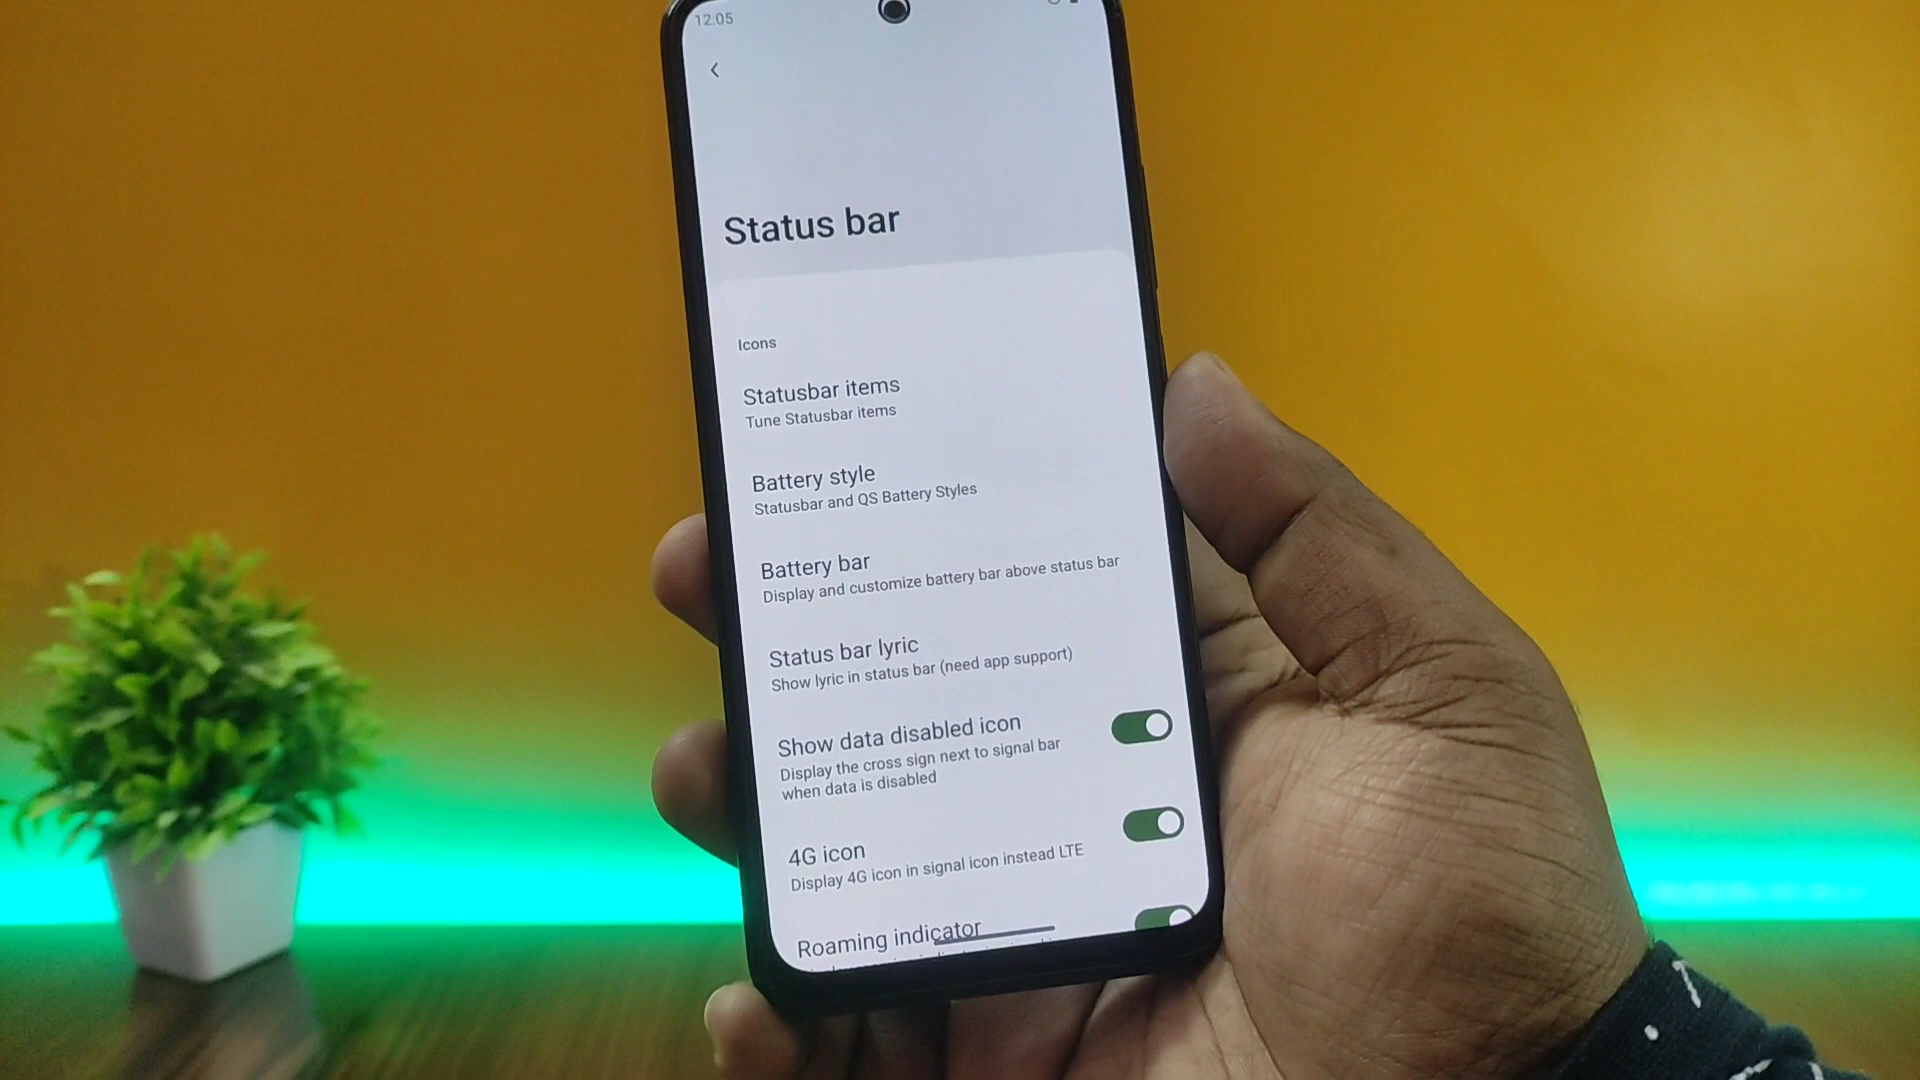 12:05
Status bar
Icons
Statusbar items
Tune Statusbar items
Battery style
Statusbar and QS Battery Styles
Battery bar
Display and customize battery bar above status bar
Status bar lyric
Show lyric in status bar (need app support)
Show data disabled icon
Display the cross sign next to signal bar
when data is disabled
4G icon
Display 4G icon in signal icon instead LTE
Roaming indicator